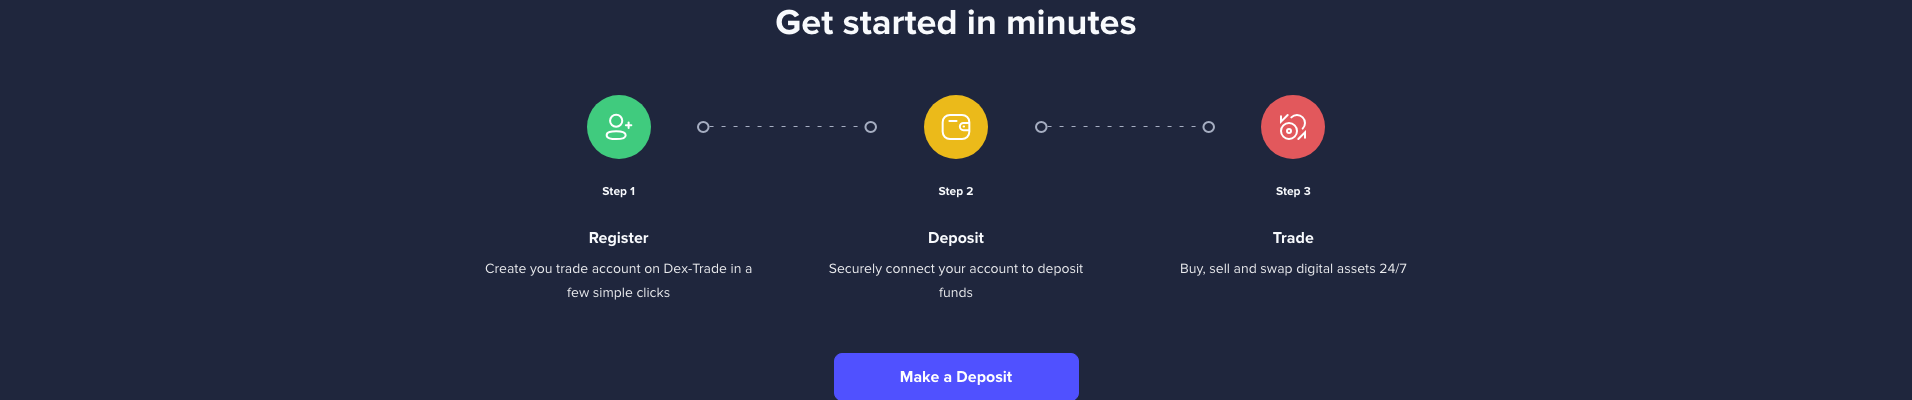 Get started in minutes
Step 1
Step 2
Step 3
Register
Deposit
Trade
Create you trade account on Dex-Trade in a
few simple clicks
Securely connect your account to deposit
funds
Buy, sell and swap digital assets 24/7
Make a Deposit